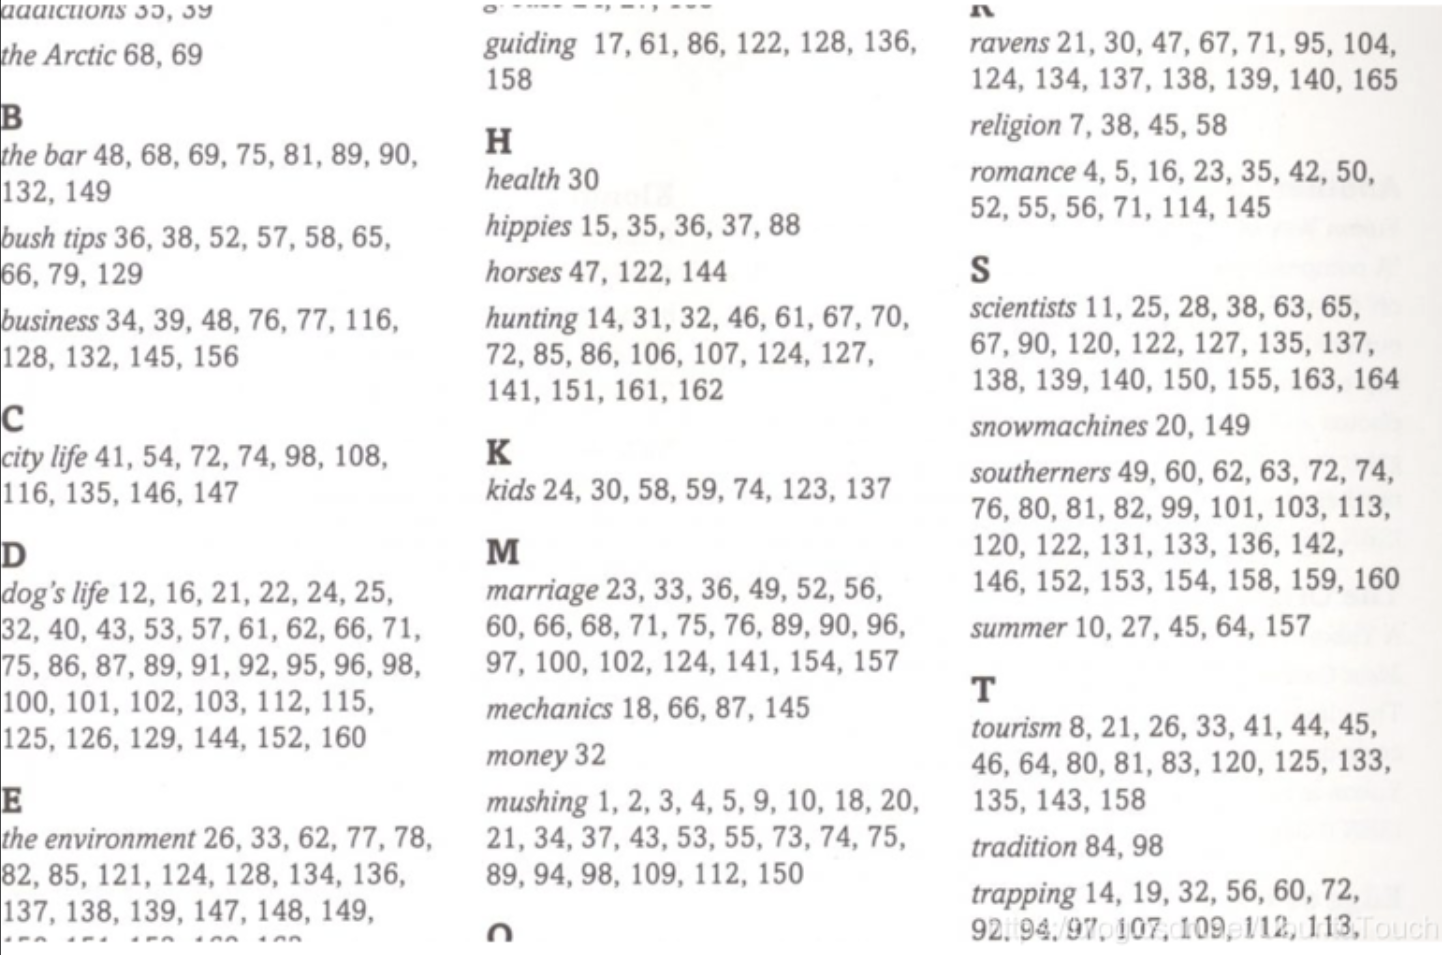 addictions 35, 39
the Arctic 68, 69
B
the bar 48, 68, 69, 75, 81, 89, 90,
132, 149
bush tips 36, 38, 52, 57, 58, 65,
66, 79, 129
business 34, 39, 48, 76, 77, 116,
128, 132, 145, 156
C
city life 41, 54, 72, 74, 98, 108,
116, 135, 146, 147
D
dog's life 12, 16, 21, 22, 24, 25,
32, 40, 43, 53, 57, 61, 62, 66, 71,
75, 86, 87, 89, 91, 92, 95, 96, 98,
100, 101, 102, 103, 112, 115,
125, 126, 129, 144, 152, 160
E
the environment 26, 33, 62, 77, 78,
82, 85, 121, 124, 128, 134, 136,
137, 138, 139, 147, 148, 149,
guiding 17, 61, 86, 122, 128, 136,
158
H
health 30
hippies 15, 35, 36, 37, 88
horses 47, 122, 144
hunting 14, 31, 32, 46, 61, 67, 70,
72, 85, 86, 106, 107, 124, 127,
141, 151, 161, 162
K
kids 24, 30, 58, 59, 74, 123, 137
M
marriage 23, 33, 36, 49, 52, 56,
60, 66, 68, 71, 75, 76, 89, 90, 96,
97, 100, 102, 124, 141, 154, 157
mechanics 18, 66, 87, 145
money 32
mushing 1, 2, 3, 4, 5, 9, 10, 18, 20,
21, 34, 37, 43, 53, 55, 73, 74, 75,
89, 94, 98, 109, 112, 150
R
ravens 21, 30, 47, 67, 71, 95, 104,
124, 134, 137, 138, 139, 140, 165
religion 7, 38, 45, 58
romance 4, 5, 16, 23, 35, 42, 50,
52, 55, 56, 71, 114, 145
S
scientists 11, 25, 28, 38, 63, 65,
67, 90, 120, 122, 127, 135, 137,
138, 139, 140, 150, 155, 163, 164
snowmachines 20, 149
southerners 49, 60, 62, 63, 72, 74,
76, 80, 81, 82, 99, 101, 103, 113,
120, 122, 131, 133, 136, 142,
146, 152, 153, 154, 158, 159, 160
summer 10, 27, 45, 64, 157
T
tourism 8, 21, 26, 33, 41, 44, 45,
46, 64, 80, 81, 83, 120, 125, 133,
135, 143, 158
tradition 84, 98
trapping 14, 19, 32, 56, 60, 72,
92, 94, 97, 107, 109, 112, 113,